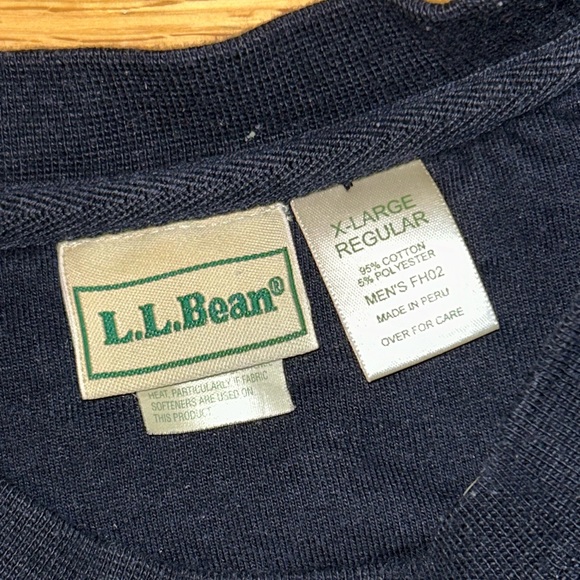 L.L.Bean®
X-LARGE
REGULAR
95% COTTON
5% POLYESTER
MEN'S FH02
MADE IN PERU
OVER FOR CARE
HEAT, PARTICULARLY IF FABRIC
SOFTENERS ARE USED ON
THIS PRODUCT